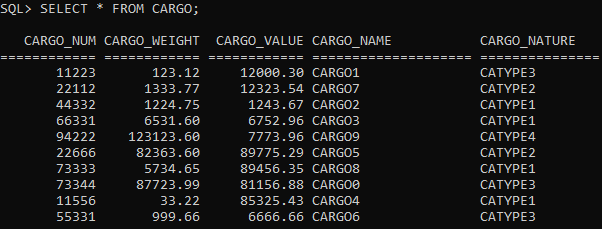 SQL> SELECT * FROM CARGO;
CARGO_NUM CARGO_WEIGHT CARGO_VALUE CARGO_NAME CARGO_NATURE
============ ============ ============ ==================== ===============
11223 123.12 12000.30 CARGO1 CATYPE3
22112 1333.77 12323.54 CARGO7 CATYPE2
44332 1224.75 1243.67 CARGO2 CATYPE1
66331 6531.60 6752.96 CARGO3 CATYPE1
94222 123123.60 7773.96 CARGO9 CATYPE4
22666 82363.60 89775.29 CARGO5 CATYPE2
73333 5734.65 89456.35 CARGO8 CATYPE1
73344 87723.99 81156.88 CARGO0 CATYPE3
11556 33.22 85325.43 CARGO4 CATYPE1
55331 999.66 6666.66 CARGO6 CATYPE3